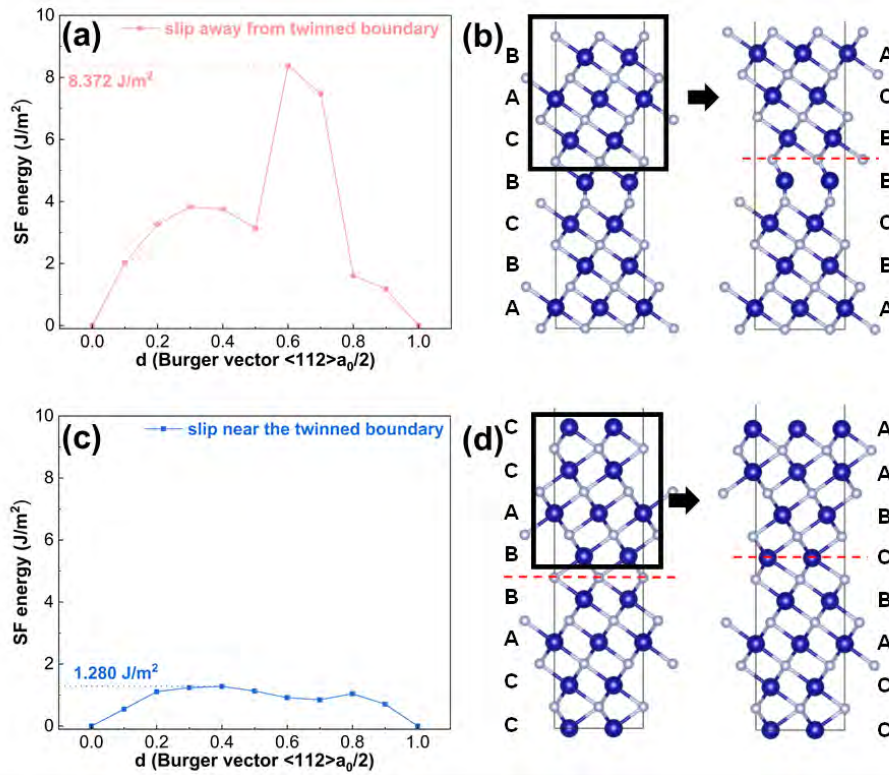 (a)
slip away from twinned boundary
8.372 J/m²
SF energy (J/m²)
10
8
6
4
2
0
0.0 0.2 0.4 0.6 0.8 1.0
d (Burger vector <112>a₀/2)
(b)
B
A
C
B
C
B
A
A
C
B
B
C
B
A
(c)
slip near the twinned boundary
1.280 J/m²
SF energy (J/m²)
10
8
6
4
2
0
0.0 0.2 0.4 0.6 0.8 1.0
d (Burger vector <112>a₀/2)
(d)
C
C
A
B
B
A
C
C
A
A
B
C
B
A
C
C